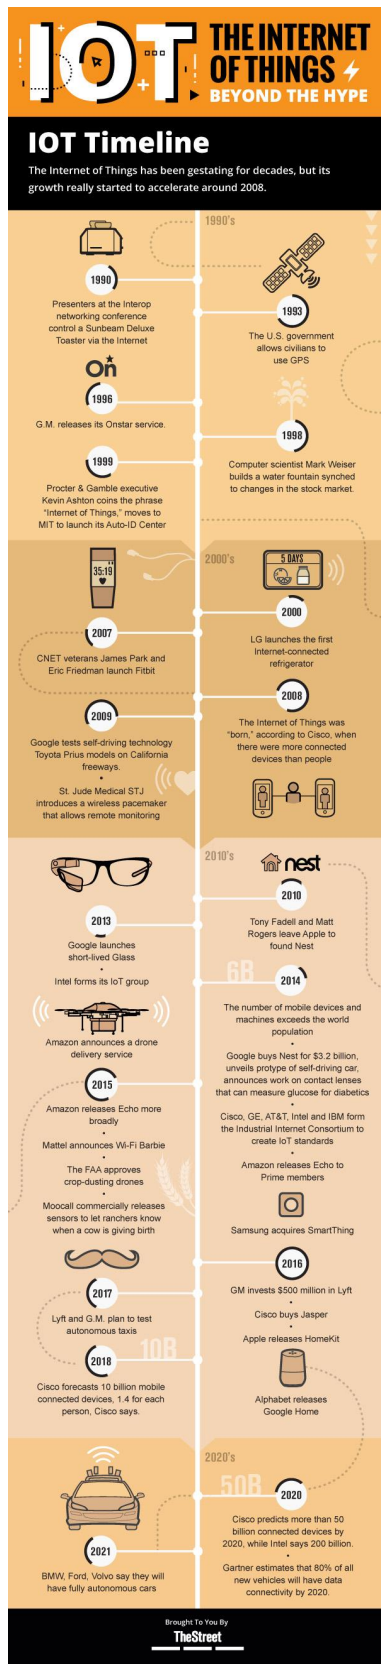 IOT
THE INTERNET
OF THINGS
BEYOND THE HYPE
IOT Timeline
The Internet of Things has been gestating for decades, but its
growth really started to accelerate around 2008.
1990's
1990
Presenters at the Interop
networking conference
control a Sunbeam Deluxe
Toaster via the Internet
1993
The U.S. government
allows civilians to
use GPS
On
1996
G.M. releases its Onstar service.
1998
Computer scientist Mark Weiser
builds a water fountain synched
to changes in the stock market.
1999
Procter & Gamble executive
Kevin Ashton coins the phrase
"Internet of Things," moves to
MIT to launch its Auto-ID Center
2000's
35:19
5 DAYS
2000
LG launches the first
Internet-connected
refrigerator
2007
CNET veterans James Park and
Eric Friedman launch Fitbit
2008
The Internet of Things was
"born," according to Cisco, when
there were more connected
devices than people
2009
Google tests self-driving technology
Toyota Prius models on California
freeways.
•
St. Jude Medical STJ
introduces a wireless pacemaker
that allows remote monitoring
2010's
nest
2010
Tony Fadell and Matt
Rogers leave Apple to
found Nest
2013
Google launches
short-lived Glass
•
Intel forms its IoT group
Amazon announces a drone
delivery service
6B
2014
The number of mobile devices and
machines exceeds the world
population
•
Google buys Nest for $3.2 billion,
unveils protype of self-driving car,
announces work on contact lenses
that can measure glucose for diabetics
•
Cisco, GE, AT&T, Intel and IBM form
the Industrial Internet Consortium to
create IoT standards
•
Amazon releases Echo to
Prime members
Samsung acquires SmartThing
2015
Amazon releases Echo more
broadly
•
Mattel announces Wi-Fi Barbie
•
The FAA approves
crop-dusting drones
•
Moocall commercially releases
sensors to let ranchers know
when a cow is giving birth
2016
GM invests $500 million in Lyft
•
Cisco buys Jasper
•
Apple releases HomeKit
Alphabet releases
Google Home
2017
Lyft and G.M. plan to test
autonomous taxis
10B
2018
Cisco forecasts 10 billion mobile
connected devices, 1.4 for each
person, Cisco says.
2020's
50B
2020
Cisco predicts more than 50
billion connected devices by
2020, while Intel says 200 billion.
•
Gartner estimates that 80% of all
new vehicles will have data
connectivity by 2020.
2021
BMW, Ford, Volvo say they will
have fully autonomous cars
Brought To You By
TheStreet